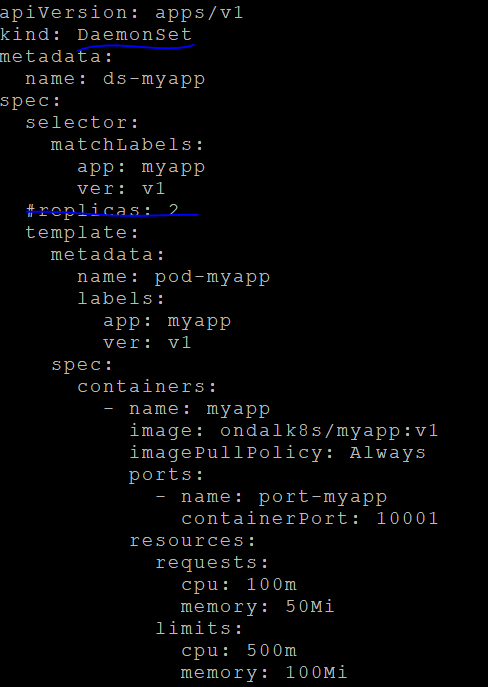 apiVersion: apps/v1
kind: DaemonSet
metadata:
  name: ds-myapp
spec:
  selector:
    matchLabels:
      app: myapp
      ver: v1
  #replicas: 2
  template:
    metadata:
      name: pod-myapp
      labels:
        app: myapp
        ver: v1
    spec:
      containers:
        - name: myapp
          image: ondalk8s/myapp:v1
          imagePullPolicy: Always
          ports:
            - name: port-myapp
              containerPort: 10001
          resources:
            requests:
              cpu: 100m
              memory: 50Mi
            limits:
              cpu: 500m
              memory: 100Mi